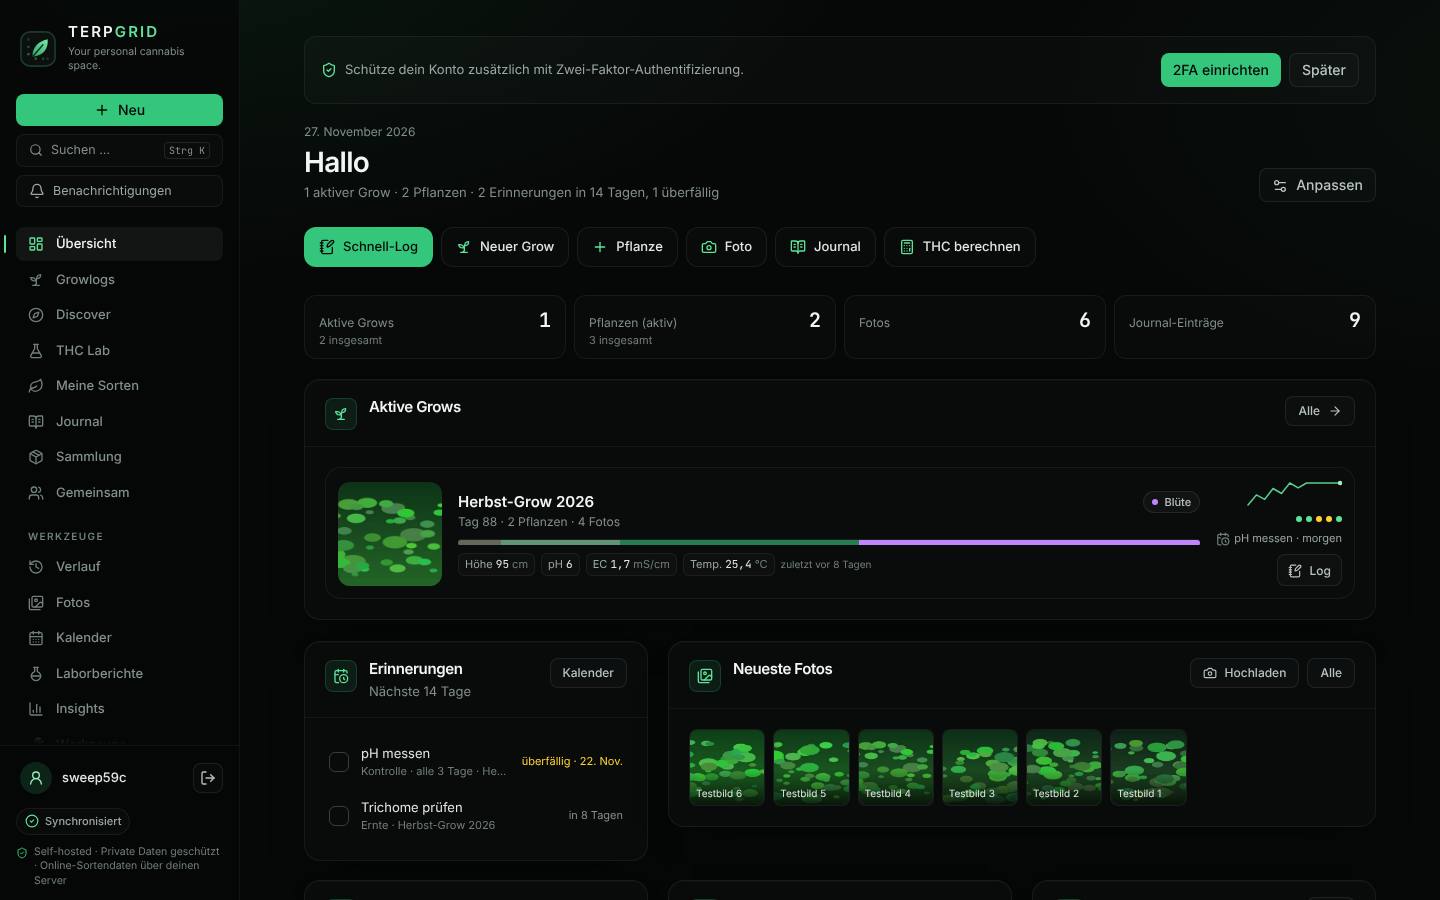 TERPGRID
Your personal cannabis
space.
Neu
Suchen ...
Strg K
Benachrichtigungen
Übersicht
Growlogs
Discover
THC Lab
Meine Sorten
Journal
Sammlung
Gemeinsam
WERKZEUGE
Verlauf
Fotos
Kalender
Laborberichte
Insights
sweep59c
Synchronisiert
Self-hosted · Private Daten geschützt
· Online-Sortendaten über deinen
Server
Schütze dein Konto zusätzlich mit Zwei-Faktor-Authentifizierung.
2FA einrichten
Später
27. November 2026
Hallo
1 aktiver Grow · 2 Pflanzen · 2 Erinnerungen in 14 Tagen, 1 überfällig
Anpassen
Schnell-Log
Neuer Grow
Pflanze
Foto
Journal
THC berechnen
Aktive Grows
1
2 insgesamt
Pflanzen (aktiv)
2
3 insgesamt
Fotos
6
Journal-Einträge
9
Aktive Grows
Alle
Herbst-Grow 2026
Blüte
Tag 88 · 2 Pflanzen · 4 Fotos
Höhe 95 cm
pH 6
EC 1,7 mS/cm
Temp. 25,4 °C
zuletzt vor 8 Tagen
pH messen · morgen
Log
Erinnerungen
Nächste 14 Tage
Kalender
pH messen
Kontrolle · alle 3 Tage · He...
überfällig · 22. Nov.
Trichome prüfen
Ernte · Herbst-Grow 2026
in 8 Tagen
Neueste Fotos
Hochladen
Alle
Testbild 6
Testbild 5
Testbild 4
Testbild 3
Testbild 2
Testbild 1